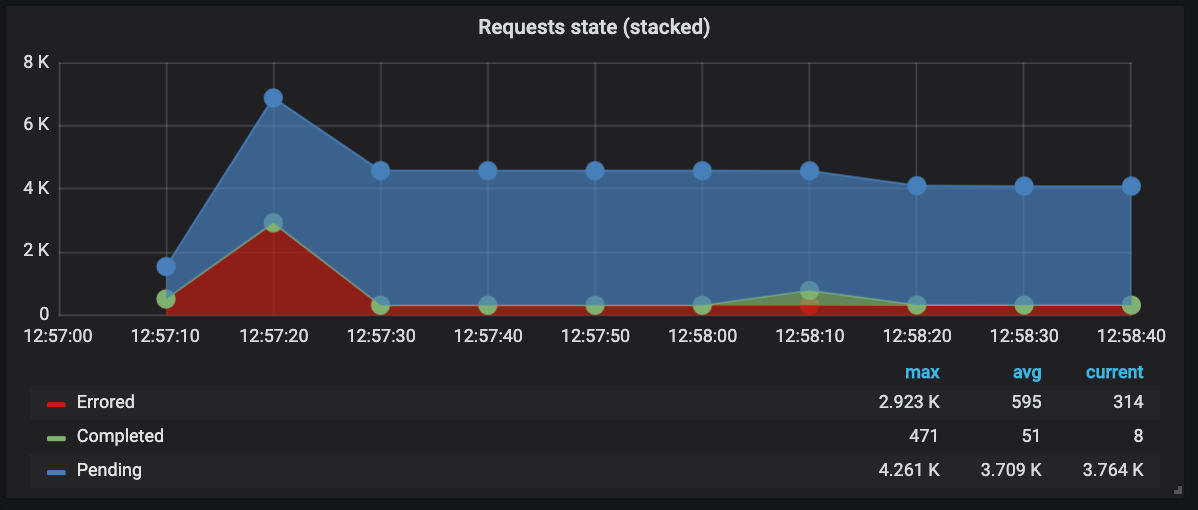 Requests state (stacked)
8 K
6 K
4 K
2 K
0
12:57:00 12:57:10 12:57:20 12:57:30 12:57:40 12:57:50 12:58:00 12:58:10 12:58:20 12:58:30 12:58:40
max avg current
Errored 2.923 K 595 314
Completed 471 51 8
Pending 4.261 K 3.709 K 3.764 K